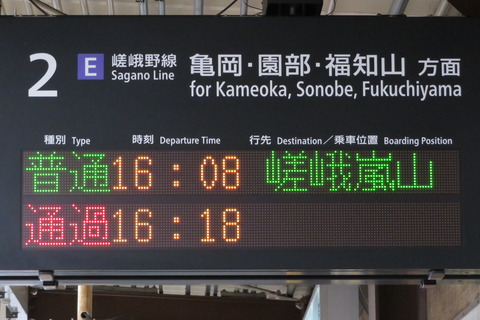 2 E 嵯峨野線 亀岡・園部・福知山 方面
Sagano Line for Kameoka, Sonobe, Fukuchiyama
種別 Type 時刻 Departure Time 行先 Destination／乗車位置 Boarding Position
普通 16:08 嵯峨嵐山
通過 16:18